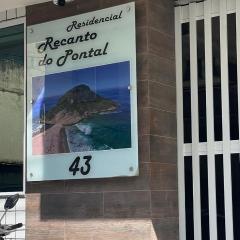 Residencial
Recanto
do Pontal
43